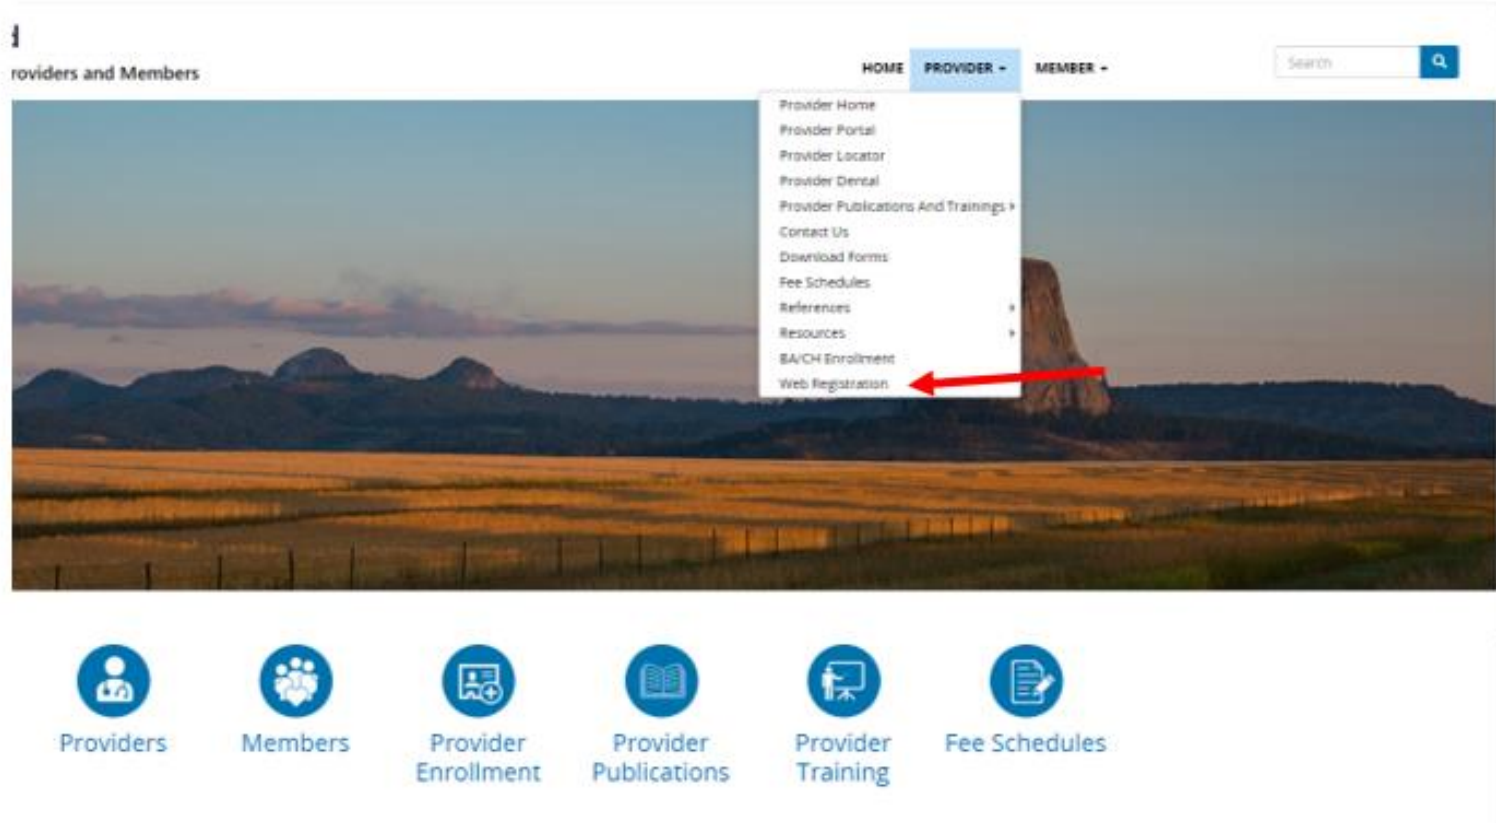 roviders and Members
HOME PROVIDER MEMBER
Search
Provider Home
Provider Portal
Provider Locator
Provider Dental
Provider Publications And Trainings
Contact Us
Download Forms
Fee Schedules
References
Resources
BA/CH Enrollment
Web Registration
Providers
Members
Provider
Enrollment
Provider
Publications
Provider
Training
Fee Schedules